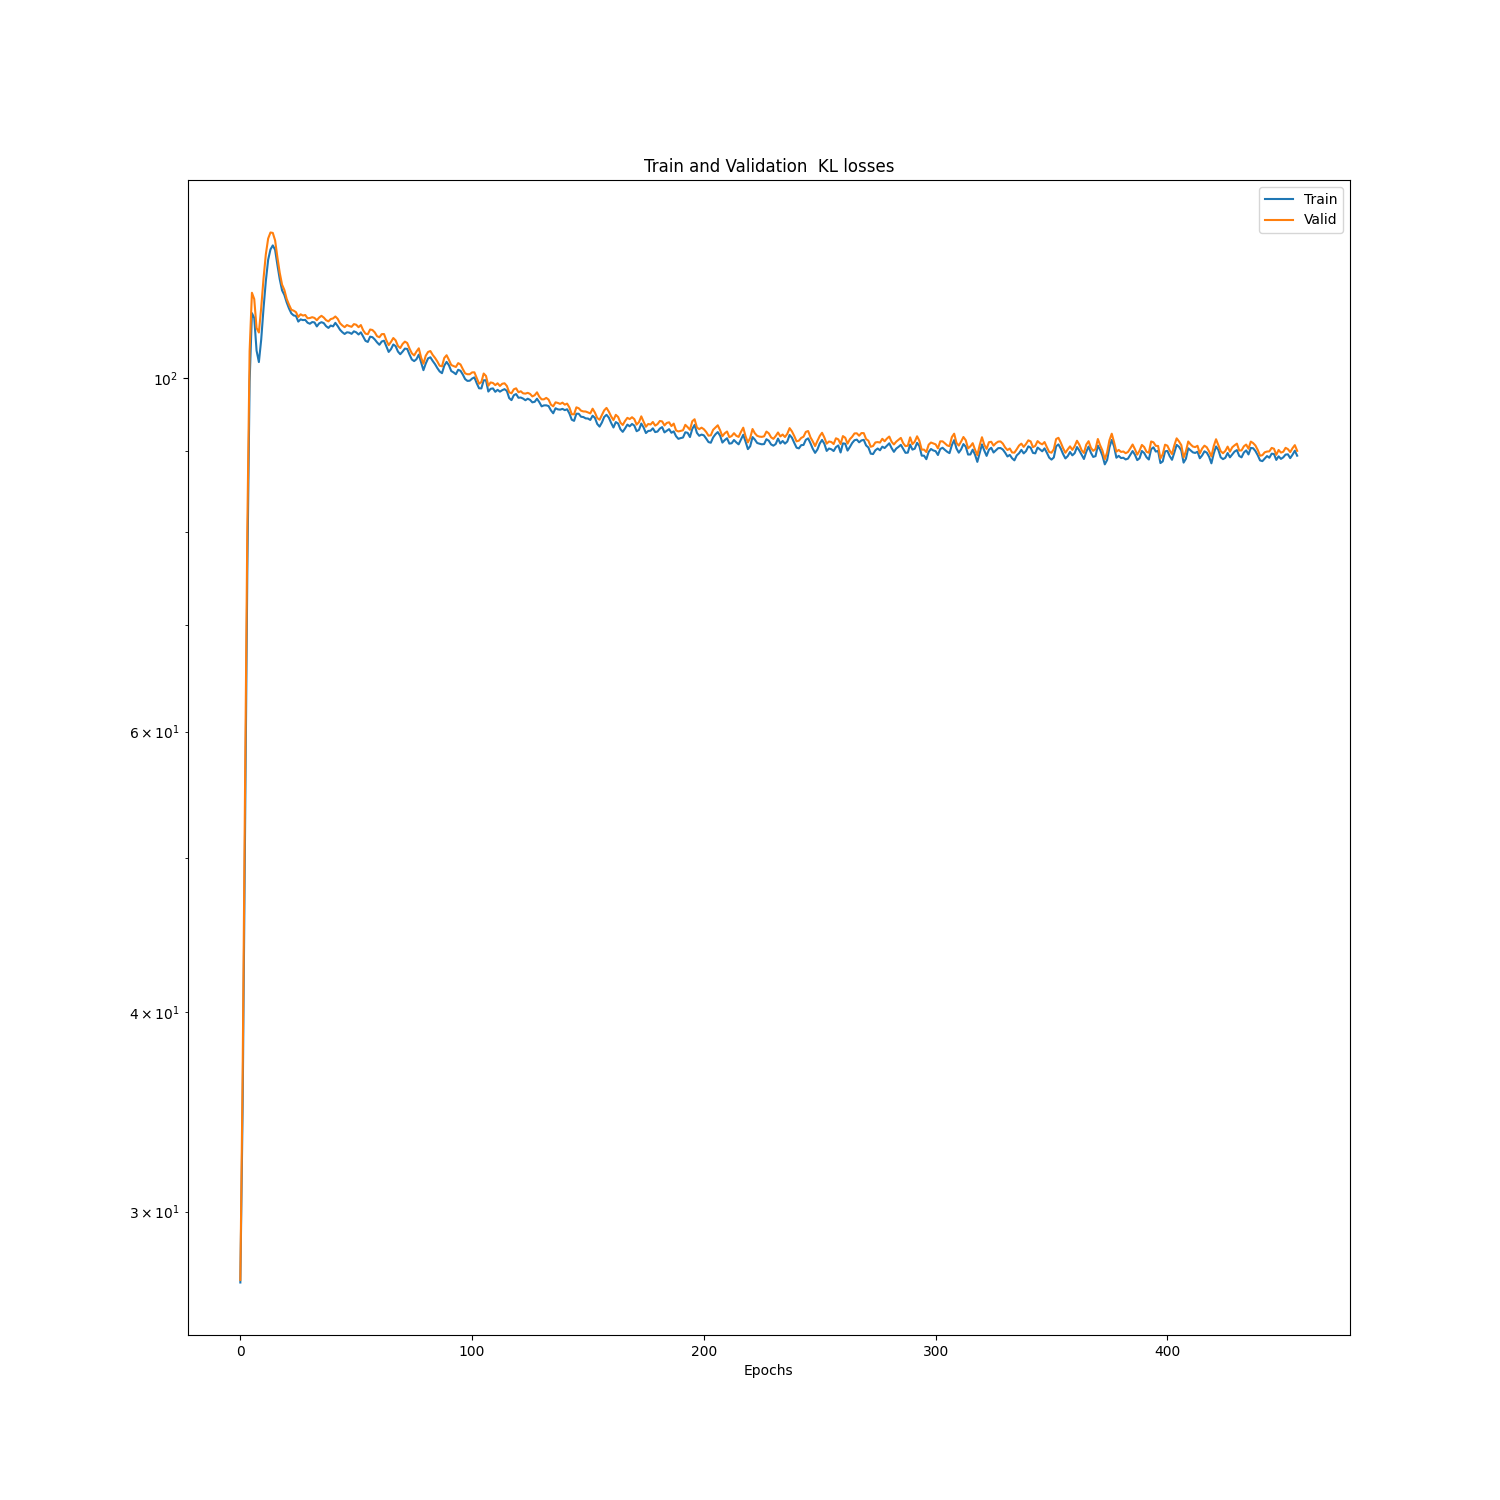 Train and Validation  KL losses
Train
Valid
10²
6 × 10¹
4 × 10¹
3 × 10¹
0 100 200 300 400
Epochs